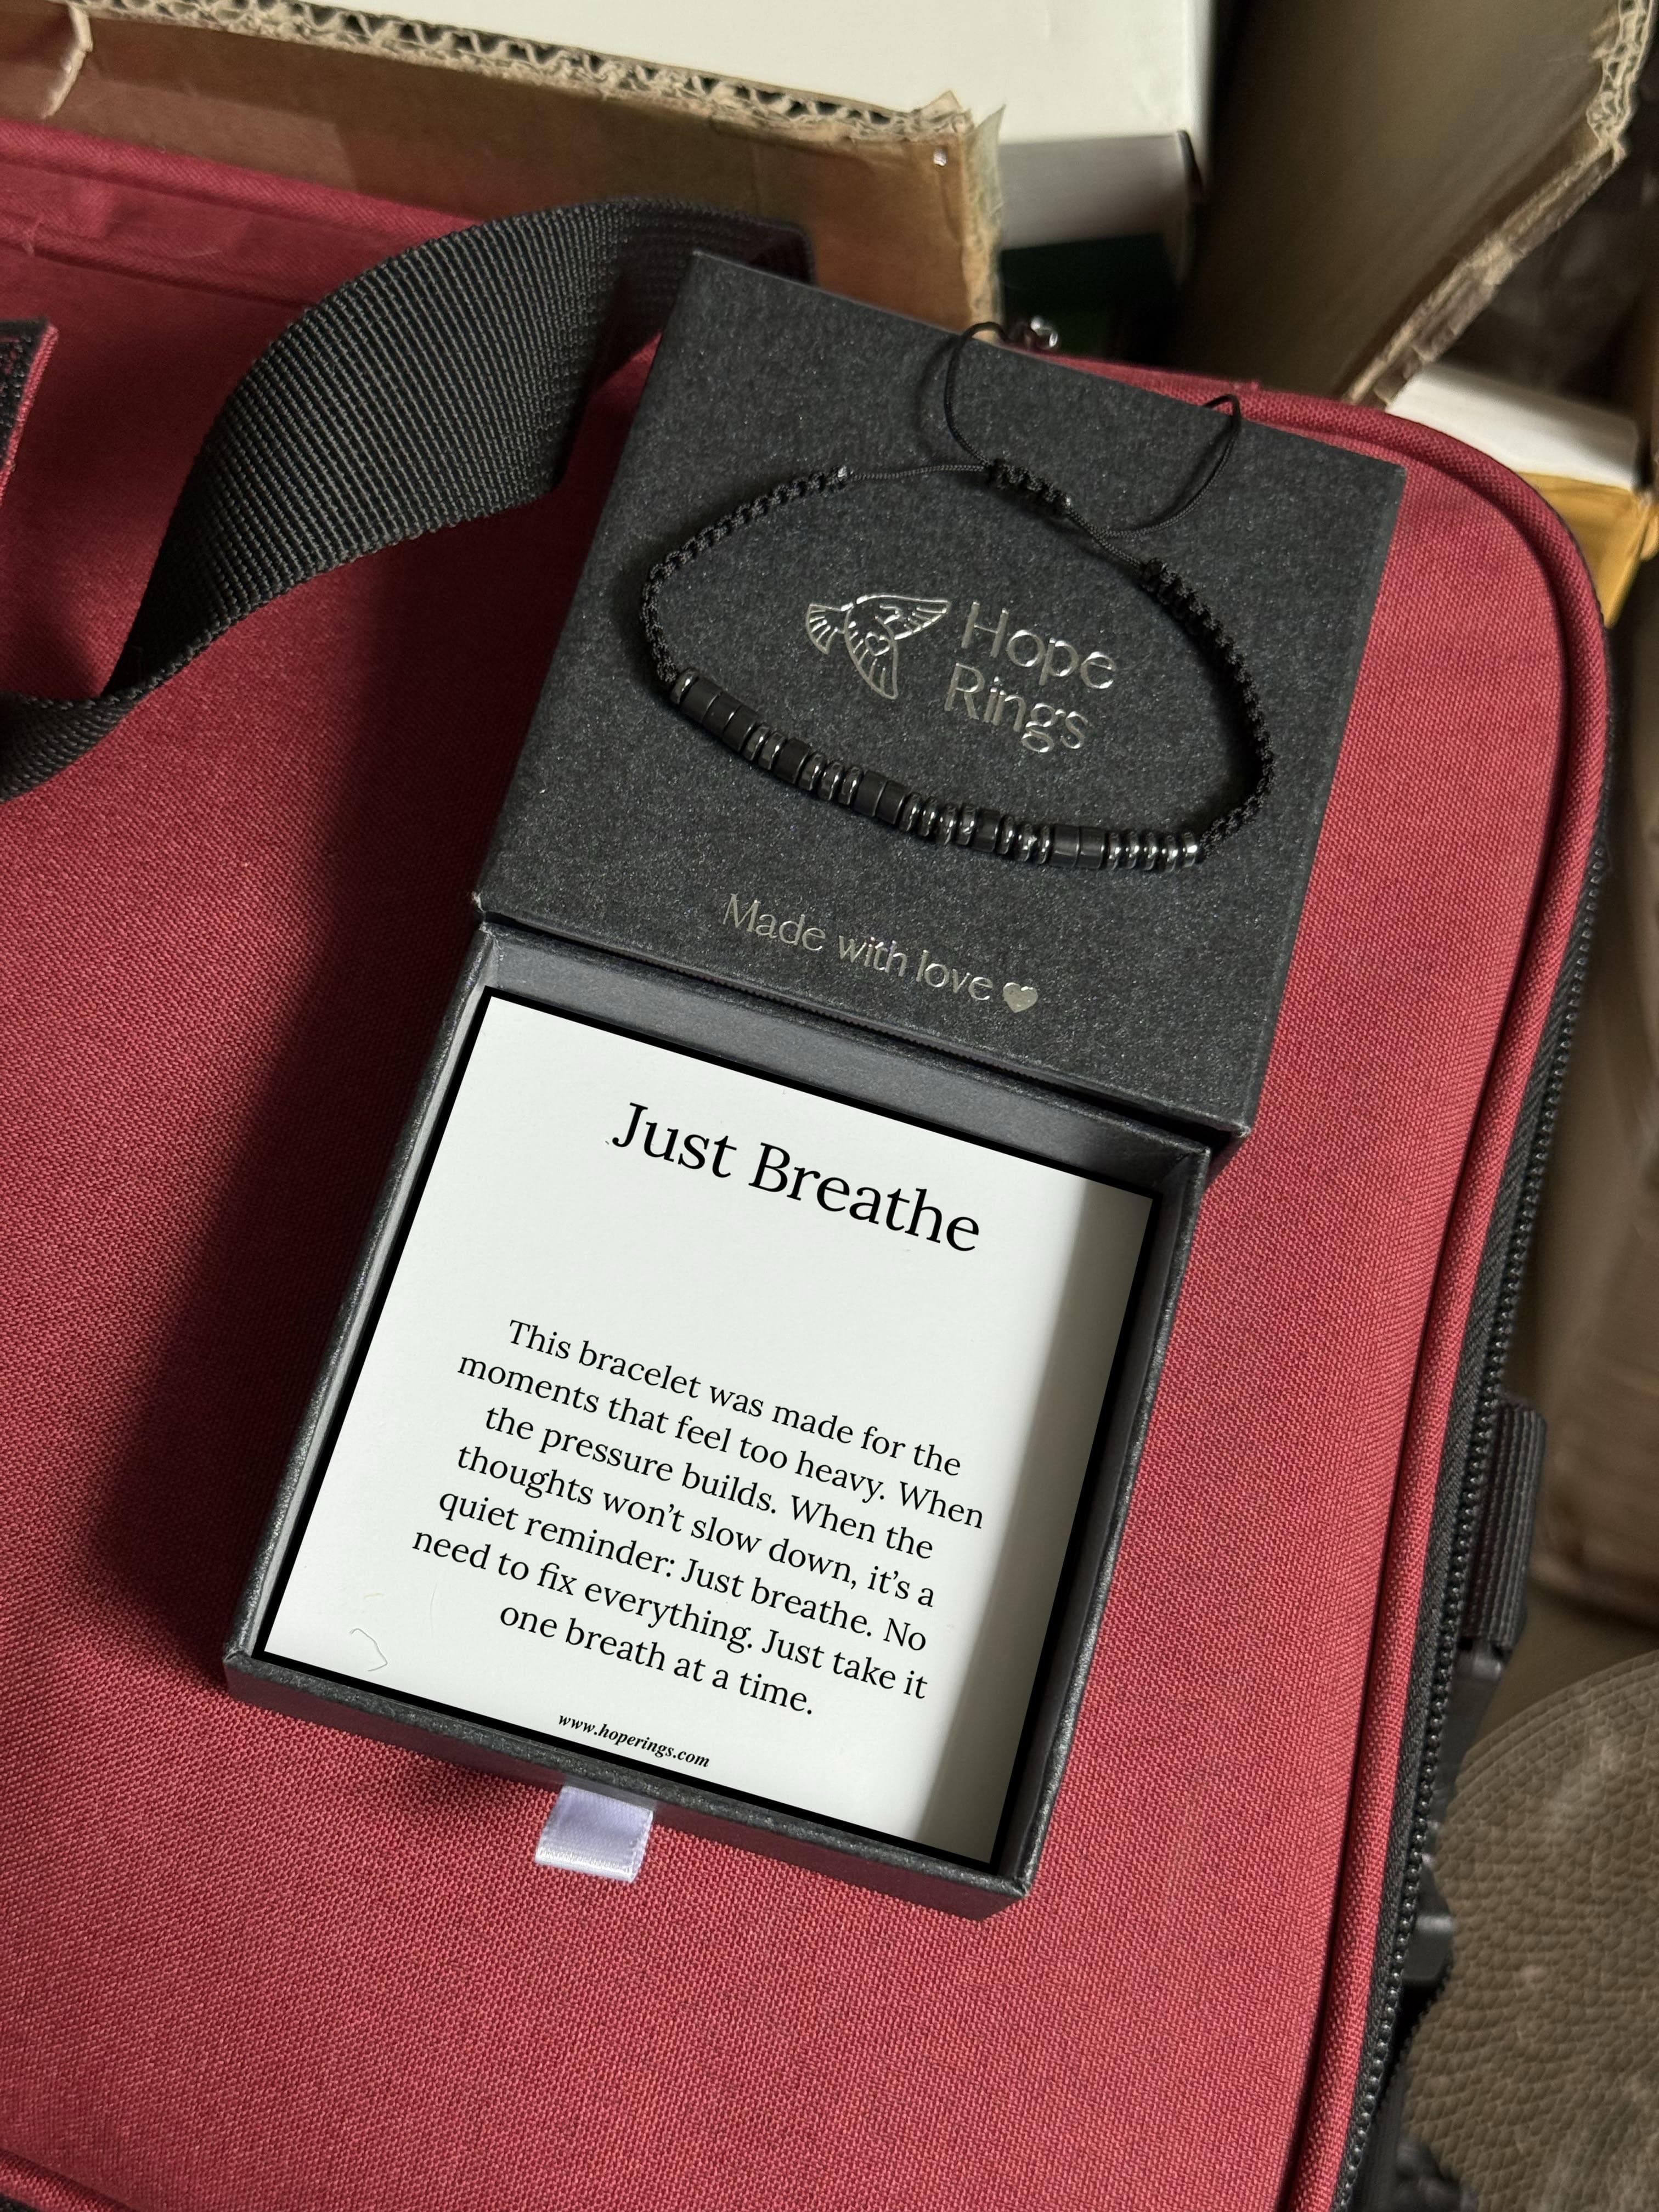 Hope
Rings
Made with love ♥
Just Breathe
This bracelet was made for the
moments that feel too heavy. When
the pressure builds. When the
thoughts won’t slow down, it’s a
quiet reminder: Just breathe. No
need to fix everything. Just take it
one breath at a time.
www.hoperings.com